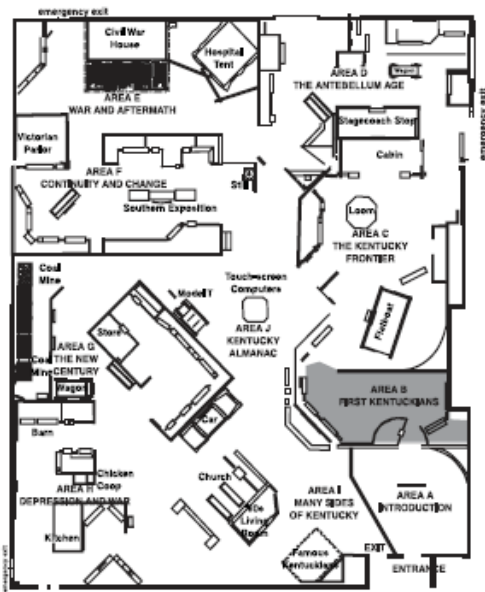 emergency exit
Civil War
House
Hospital
Tent
AREA E
WAR AND AFTERMATH
AREA D
THE ANTEBELLUM AGE
Wagon
emergency exit
Stagecoach Stop
Victorian
Parlor
Cabin
AREA F
CONTINUITY AND CHANGE
Still
Southern Exposition
Loom
AREA C
THE KENTUCKY
FRONTIER
Coal
Mine
Touch-screen
Computers
Model T
Flatboat
Store
AREA J
KENTUCKY
ALMANAC
AREA G
THE NEW
CENTURY
Coal
Mine
Wagon
AREA B
FIRST KENTUCKIANS
Car
Barn
Chicken
Coop
Church
AREA H
DEPRESSION AND WAR
AREA I
MANY SIDES
OF KENTUCKY
AREA A
INTRODUCTION
Living
Room
Kitchen
Famous
Kentuckians
EXIT
ENTRANCE
emergency exit